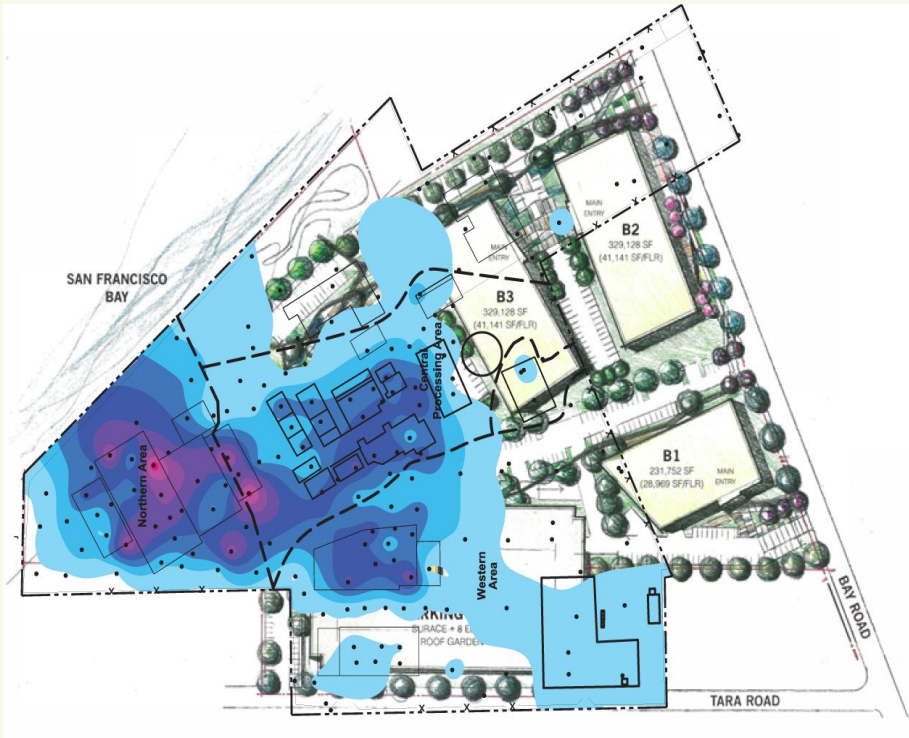 SAN FRANCISCO
BAY
MAIN
ENTRY
B2
329,128 SF
(41,141 SF/FLR)
MAIN
ENTRY
B3
329,128 SF
(41,141 SF/FLR)
Central
Processing Area
Northern Area
B1
231,752 SF
(28,969 SF/FLR)
MAIN
ENTRY
Western
Area
ROOF GARDEN
BAY ROAD
TARA ROAD